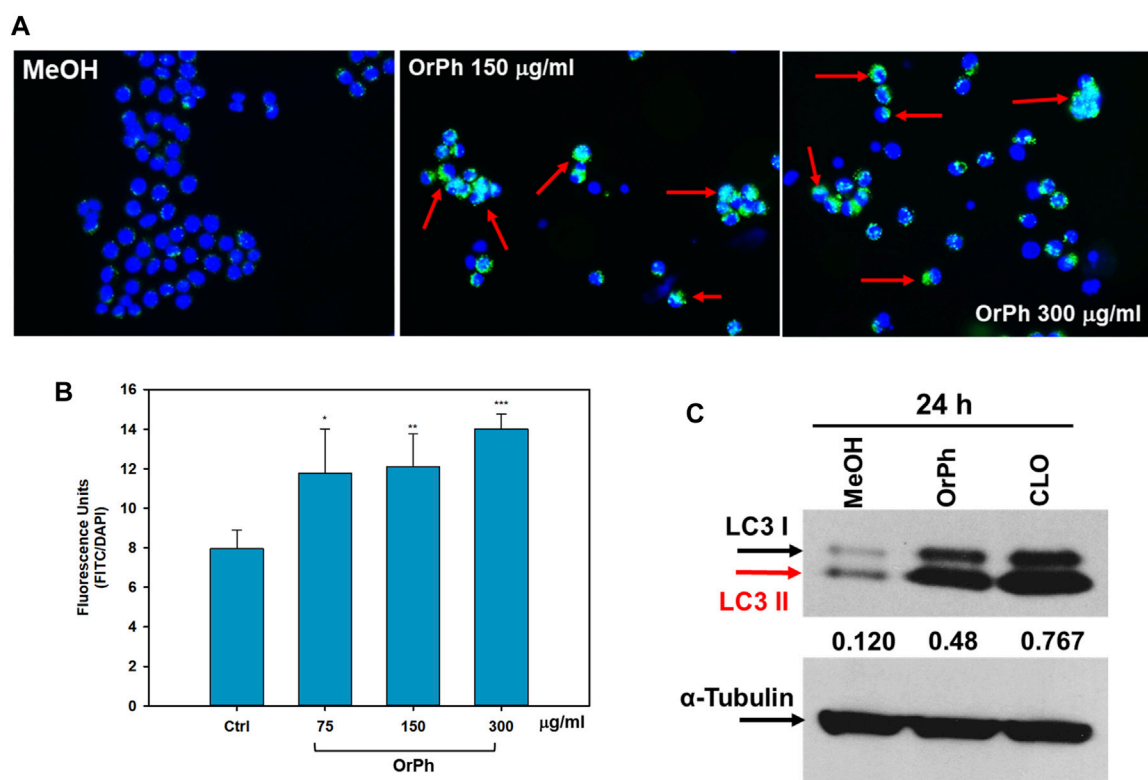 A
MeOH
OrPh 150 µg/ml
OrPh 300 µg/ml
B
Fluorescence Units
(FITC/DAPI)
16
14
12
10
8
6
4
2
0
*
**
***
Ctrl
75
150
300
µg/ml
OrPh
C
24 h
MeOH
OrPh
CLO
LC3 I
LC3 II
0.120 0.48 0.767
α-Tubulin